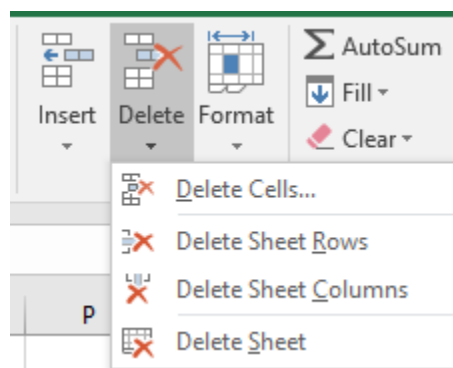 Insert Delete Format
AutoSum
Fill
Clear
Delete Cells...
Delete Sheet Rows
Delete Sheet Columns
Delete Sheet
P